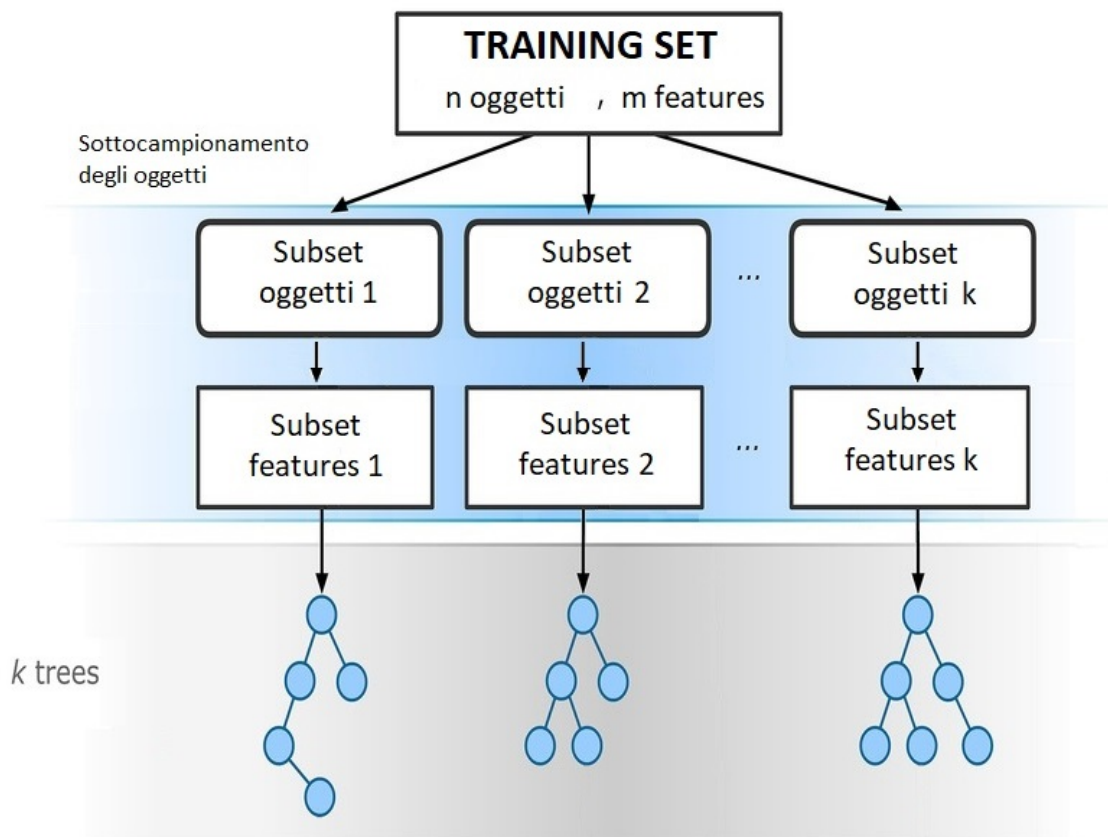 TRAINING SET
n oggetti , m features
Sottocampionamento
degli oggetti
Subset
oggetti 1
Subset
oggetti 2
...
Subset
oggetti k
Subset
features 1
Subset
features 2
...
Subset
features k
k trees